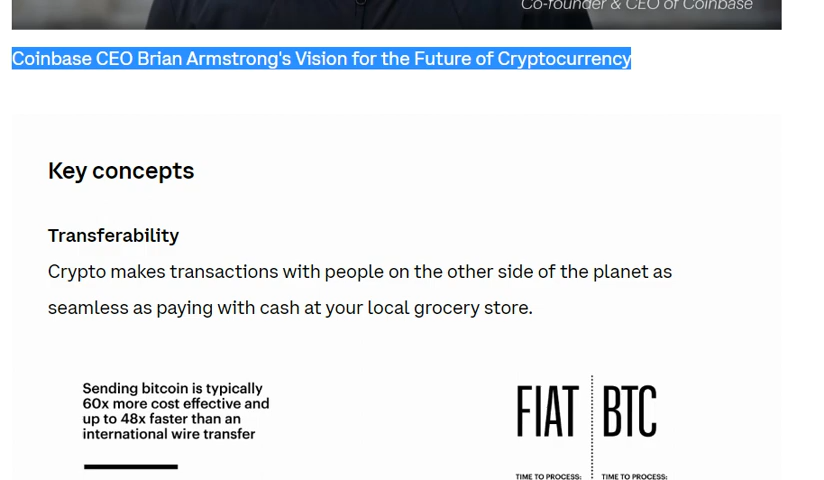 Co-founder & CEO of Coinbase
Coinbase CEO Brian Armstrong's Vision for the Future of Cryptocurrency
Key concepts
Transferability
Crypto makes transactions with people on the other side of the planet as
seamless as paying with cash at your local grocery store.
Sending bitcoin is typically
60x more cost effective and
up to 48x faster than an
international wire transfer
FIAT BTC
TIME TO PROCESS: TIME TO PROCESS: